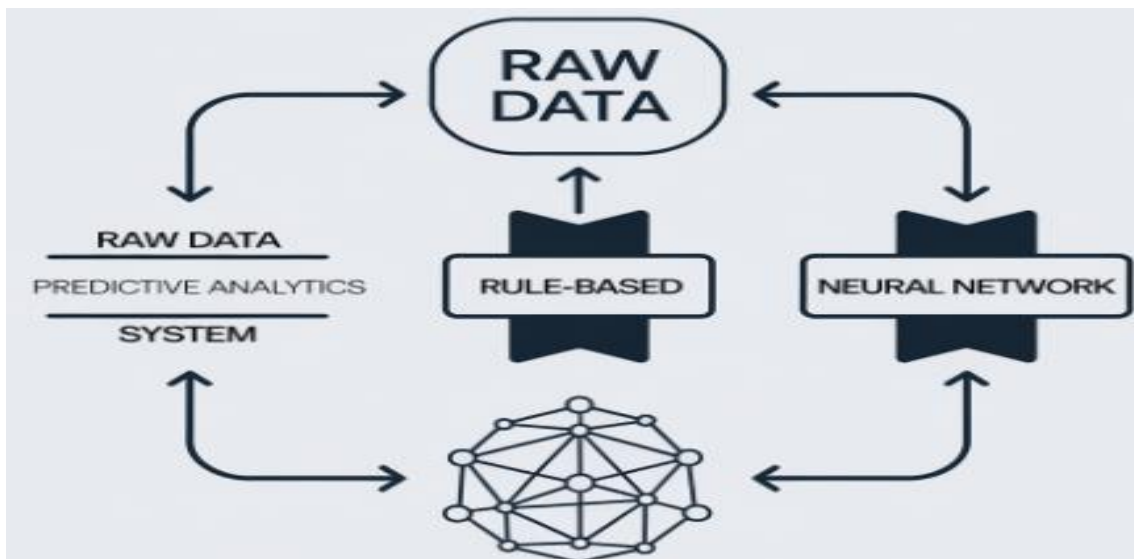 RAW
DATA
RAW DATA
PREDICTIVE ANALYTICS
SYSTEM
RULE-BASED
NEURAL NETWORK